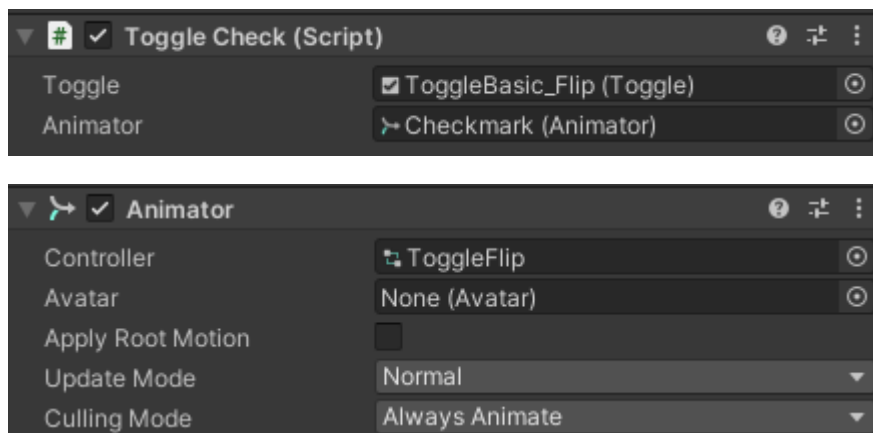 # Toggle Check (Script)
Toggle ToggleBasic_Flip (Toggle)
Animator Checkmark (Animator)
Animator
Controller ToggleFlip
Avatar None (Avatar)
Apply Root Motion
Update Mode Normal
Culling Mode Always Animate